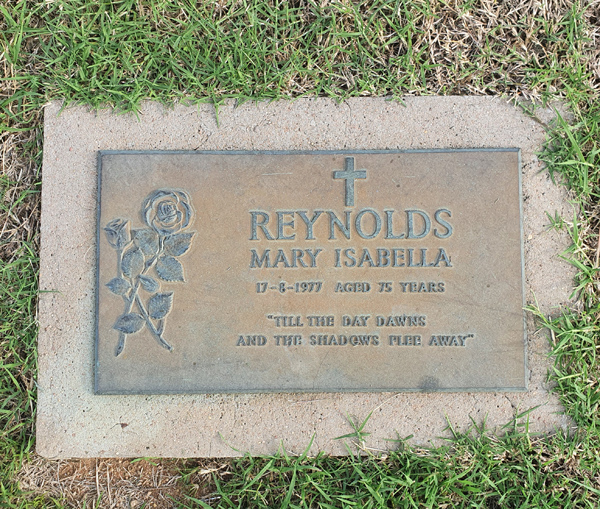 REYNOLDS
MARY ISABELLA
17-8-1977 AGED 75 YEARS
"TILL THE DAY DAWNS
AND THE SHADOWS FLEE AWAY"